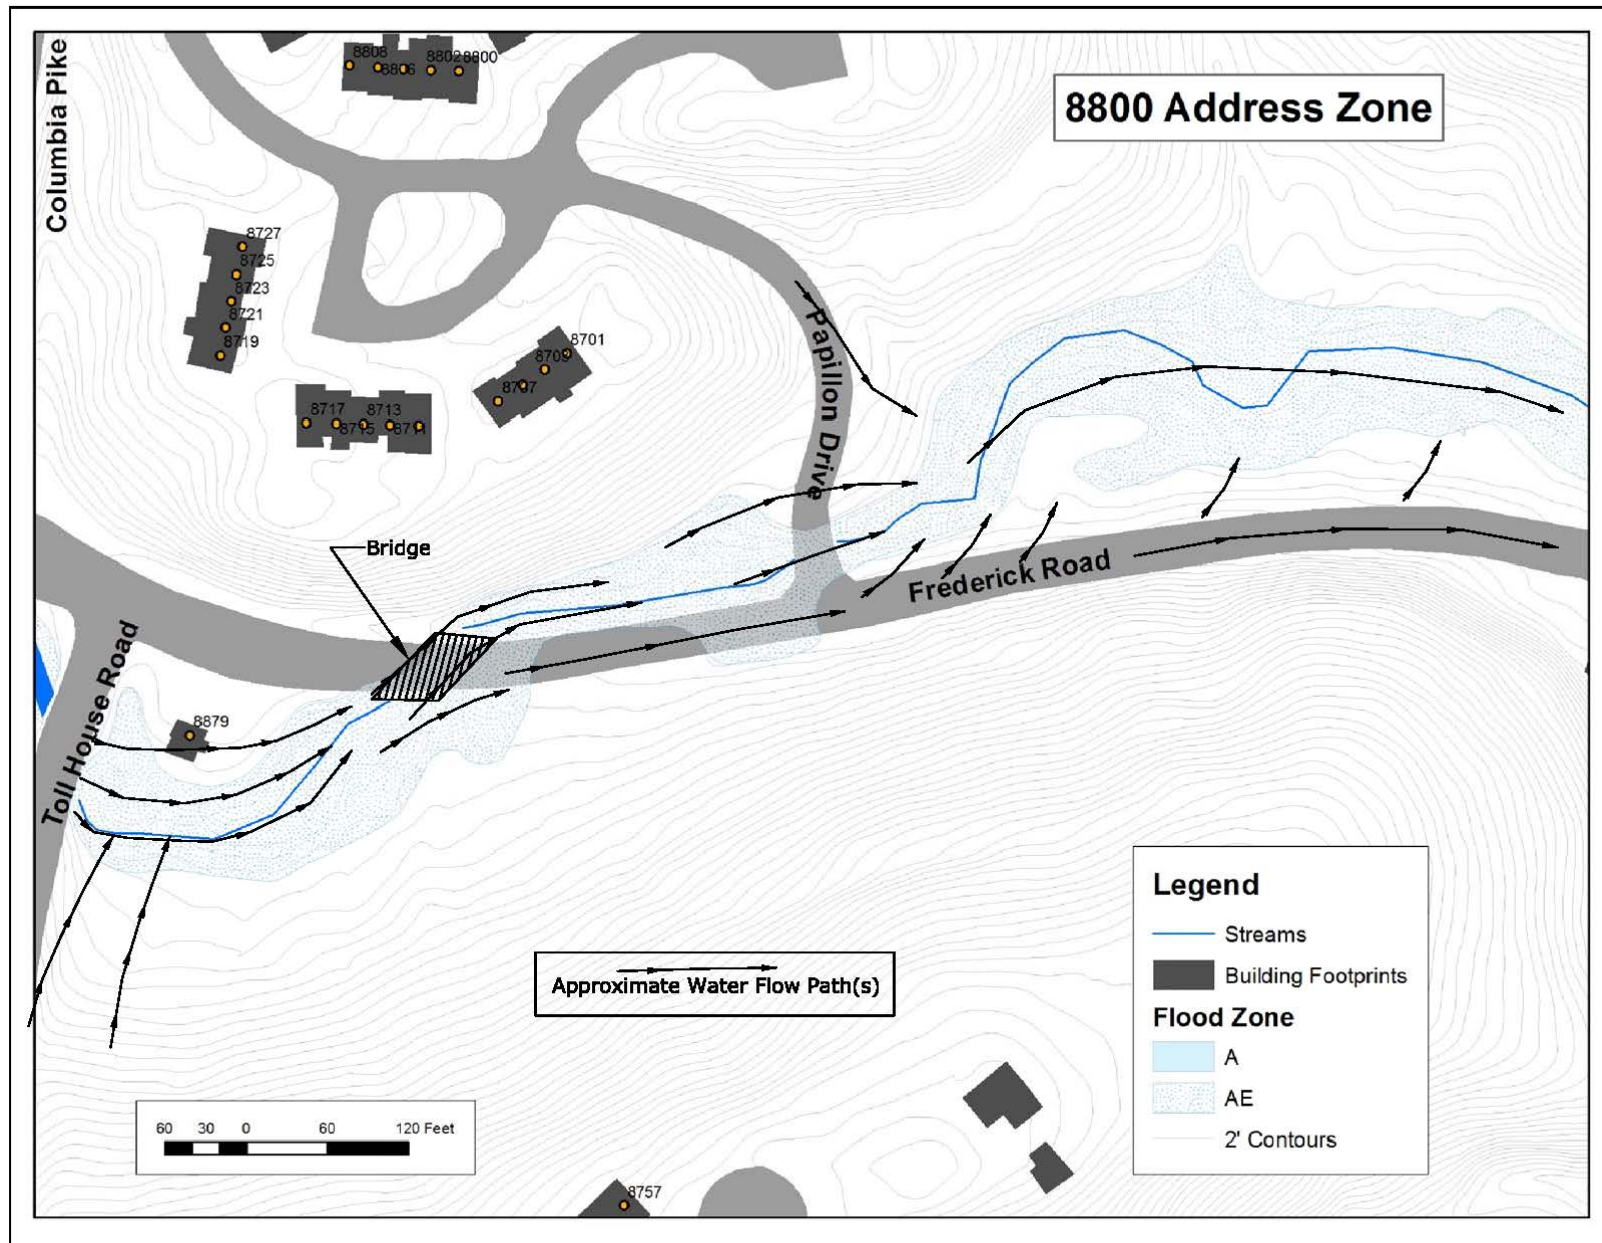 Columbia Pike
8800 Address Zone
8808
8806
8802
8800
8727
8725
8723
8721
8719
8701
8709
8707
8717
8713
8715
8711
Papillon Drive
Bridge
Frederick Road
Toll House Road
8879
Approximate Water Flow Path(s)
Legend
Streams
Building Footprints
Flood Zone
A
AE
2' Contours
60 30 0 60 120 Feet
8757